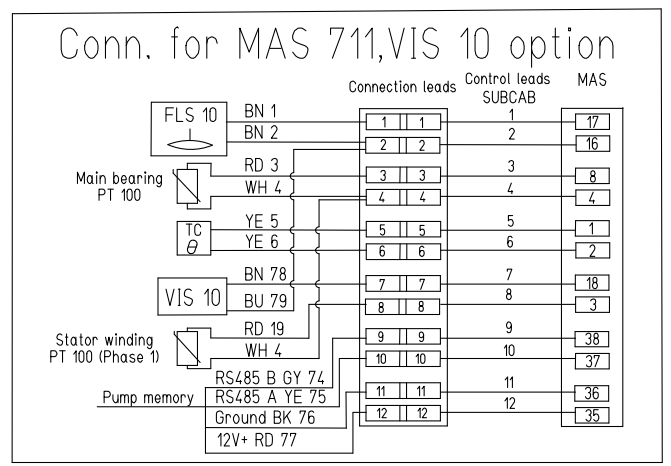 Conn. for MAS 711,VIS 10 option
Connection leads
Control leads
SUBCAB
MAS
FLS 10
BN 1
BN 2
1 1
1
17
2 2
2
16
Main bearing
PT 100
RD 3
WH 4
3 3
3
8
4 4
4
4
TC
θ
YE 5
YE 6
5 5
5
1
6 6
6
2
VIS 10
BN 78
BU 79
7 7
7
18
8 8
8
3
Stator winding
PT 100 (Phase 1)
RD 19
WH 4
9 9
9
38
10 10
10
37
Pump memory
RS485 B GY 74
RS485 A YE 75
Ground BK 76
12V+ RD 77
11 11
11
36
12 12
12
35